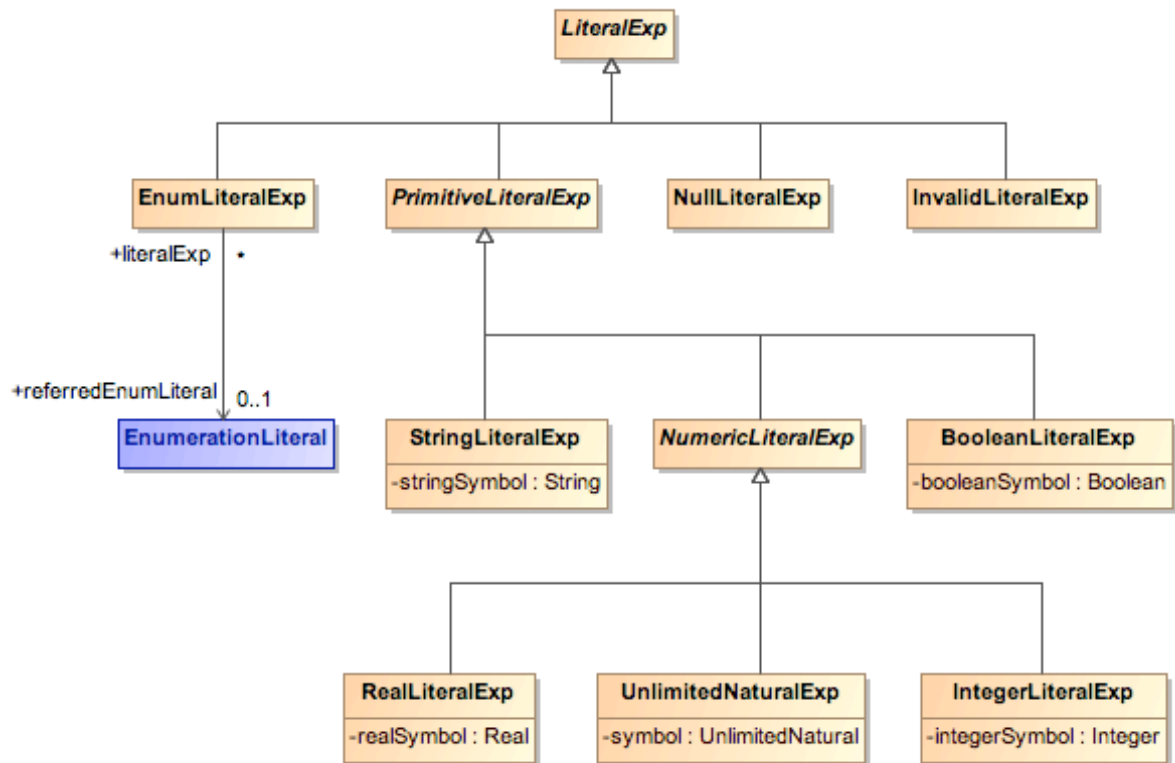 LiteralExp
EnumLiteralExp
PrimitiveLiteralExp
NullLiteralExp
InvalidLiteralExp
+literalExp
*
+referredEnumLiteral
0..1
EnumerationLiteral
StringLiteralExp
-stringSymbol : String
NumericLiteralExp
BooleanLiteralExp
-booleanSymbol : Boolean
RealLiteralExp
-realSymbol : Real
UnlimitedNaturalExp
-symbol : UnlimitedNatural
IntegerLiteralExp
-integerSymbol : Integer